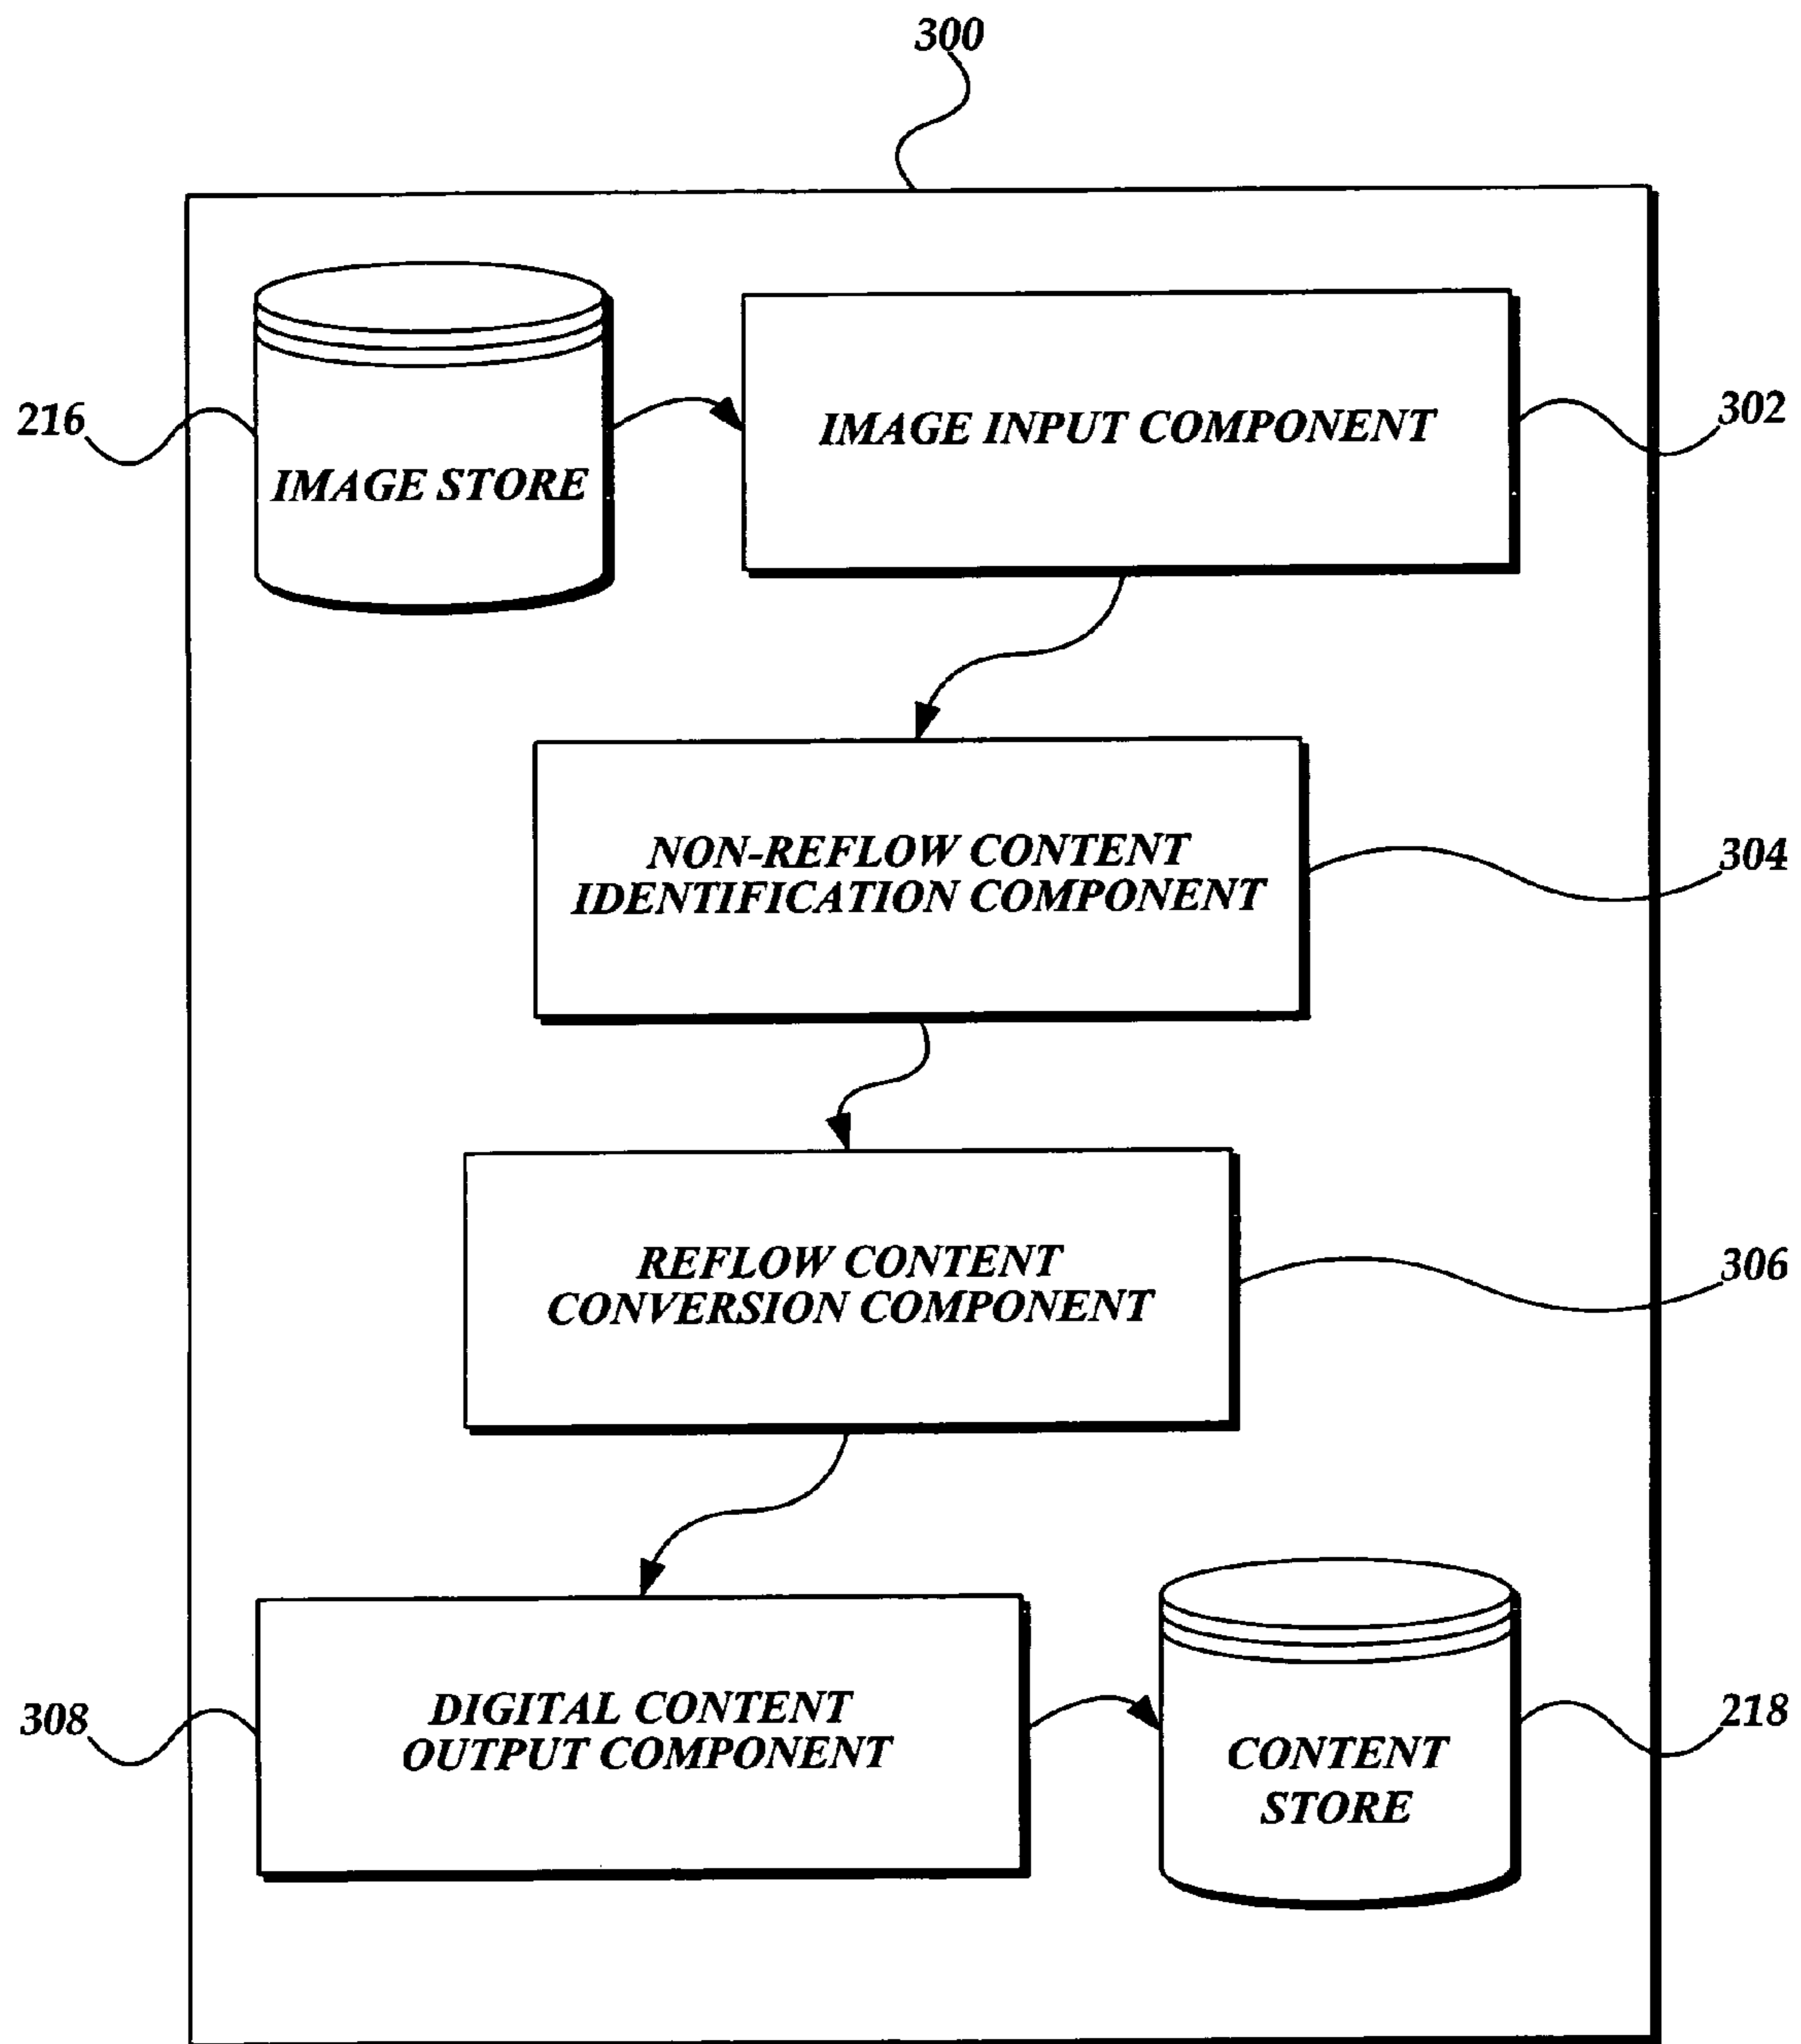 300
216
IMAGE STORE
IMAGE INPUT COMPONENT
302
NON-REFLOW CONTENT
IDENTIFICATION COMPONENT
304
REFLOW CONTENT
CONVERSION COMPONENT
306
308
DIGITAL CONTENT
OUTPUT COMPONENT
CONTENT
STORE
218